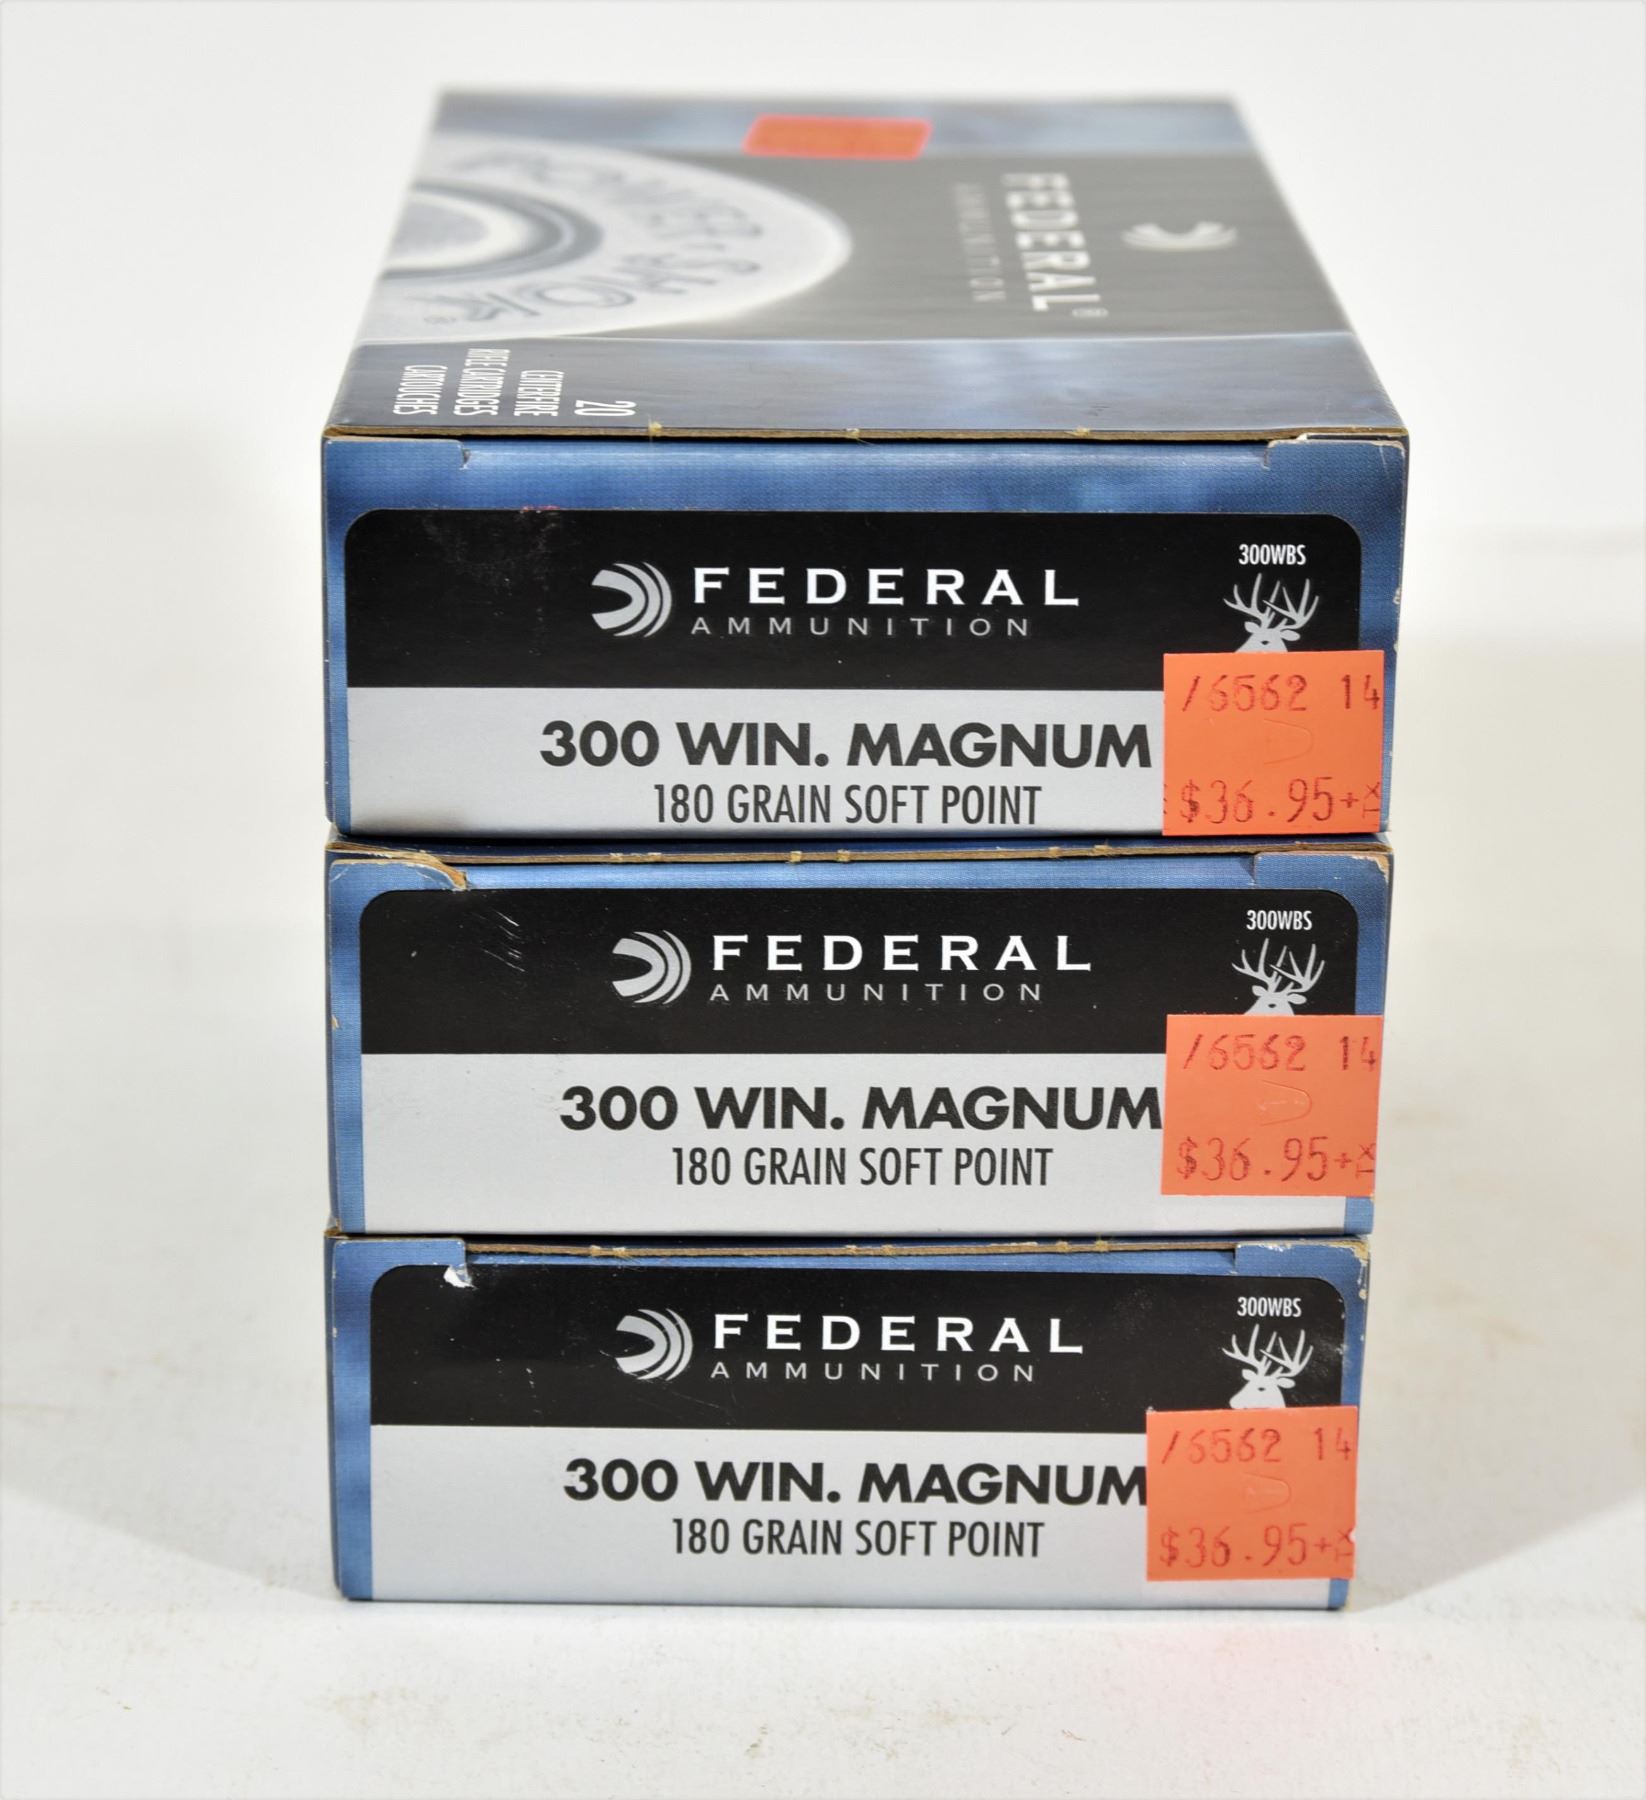 POWER·SHOK®
FEDERAL®
AMMUNITION
20
CENTERFIRE
RIFLE CARTRIDGES
CARTOUCHES
FEDERAL
AMMUNITION
300WBS
300 WIN. MAGNUM
180 GRAIN SOFT POINT
/6562 14
$36.95+
FEDERAL
AMMUNITION
300WBS
300 WIN. MAGNUM
180 GRAIN SOFT POINT
/6562 14
$36.95+
FEDERAL
AMMUNITION
300WBS
300 WIN. MAGNUM
180 GRAIN SOFT POINT
/6562 14
$36.95+